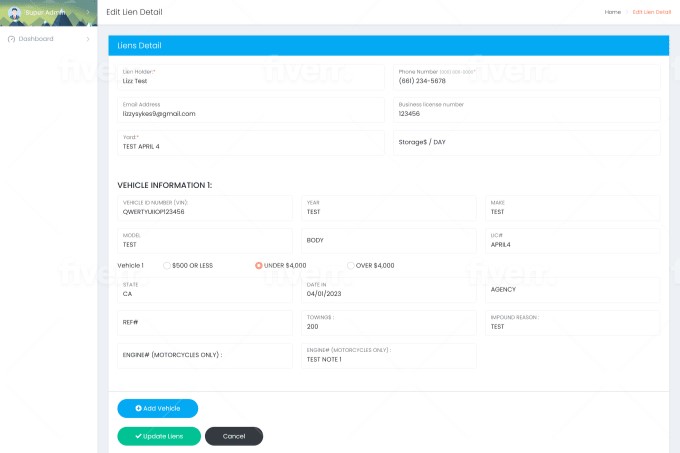 Super Admin
Edit Lien Detail
Home
Edit Lien Detail
Dashboard
Liens Detail
Lien Holder:*
Lizz Test
(661) 234-5678
Email Address
lizzysykes9@gmail.com
Business license number
123456
Yard:*
TEST APRIL 4
Storage$ / DAY
VEHICLE INFORMATION 1:
VEHICLE ID NUMBER (VIN)
QWERTYUIIOP123456
YEAR
TEST
MAKE
TEST
MODEL
TEST
BODY
LIC#
APRIL4
Vehicle 1
$500 OR LESS
UNDER $4,000
OVER $4,000
STATE
CA
DATE IN
04/01/2023
AGENCY
REF#
TOWING$ :
200
IMPOUND REASON :
TEST
ENGINE# (MOTORCYCLES ONLY) :
ENGINE# (MOTORCYCLES ONLY) :
TEST NOTE 1
Add Vehicle
Update Liens
Cancel
fiverr